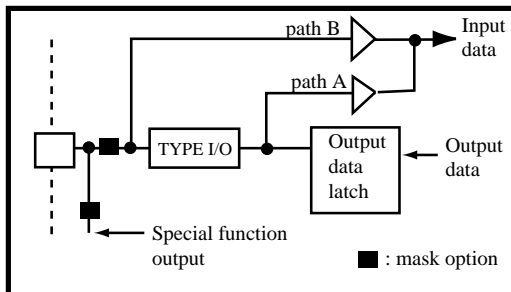 path B
Input
data
path A
TYPE I/O
Output
data
latch
Output
data
Special function
output
: mask option